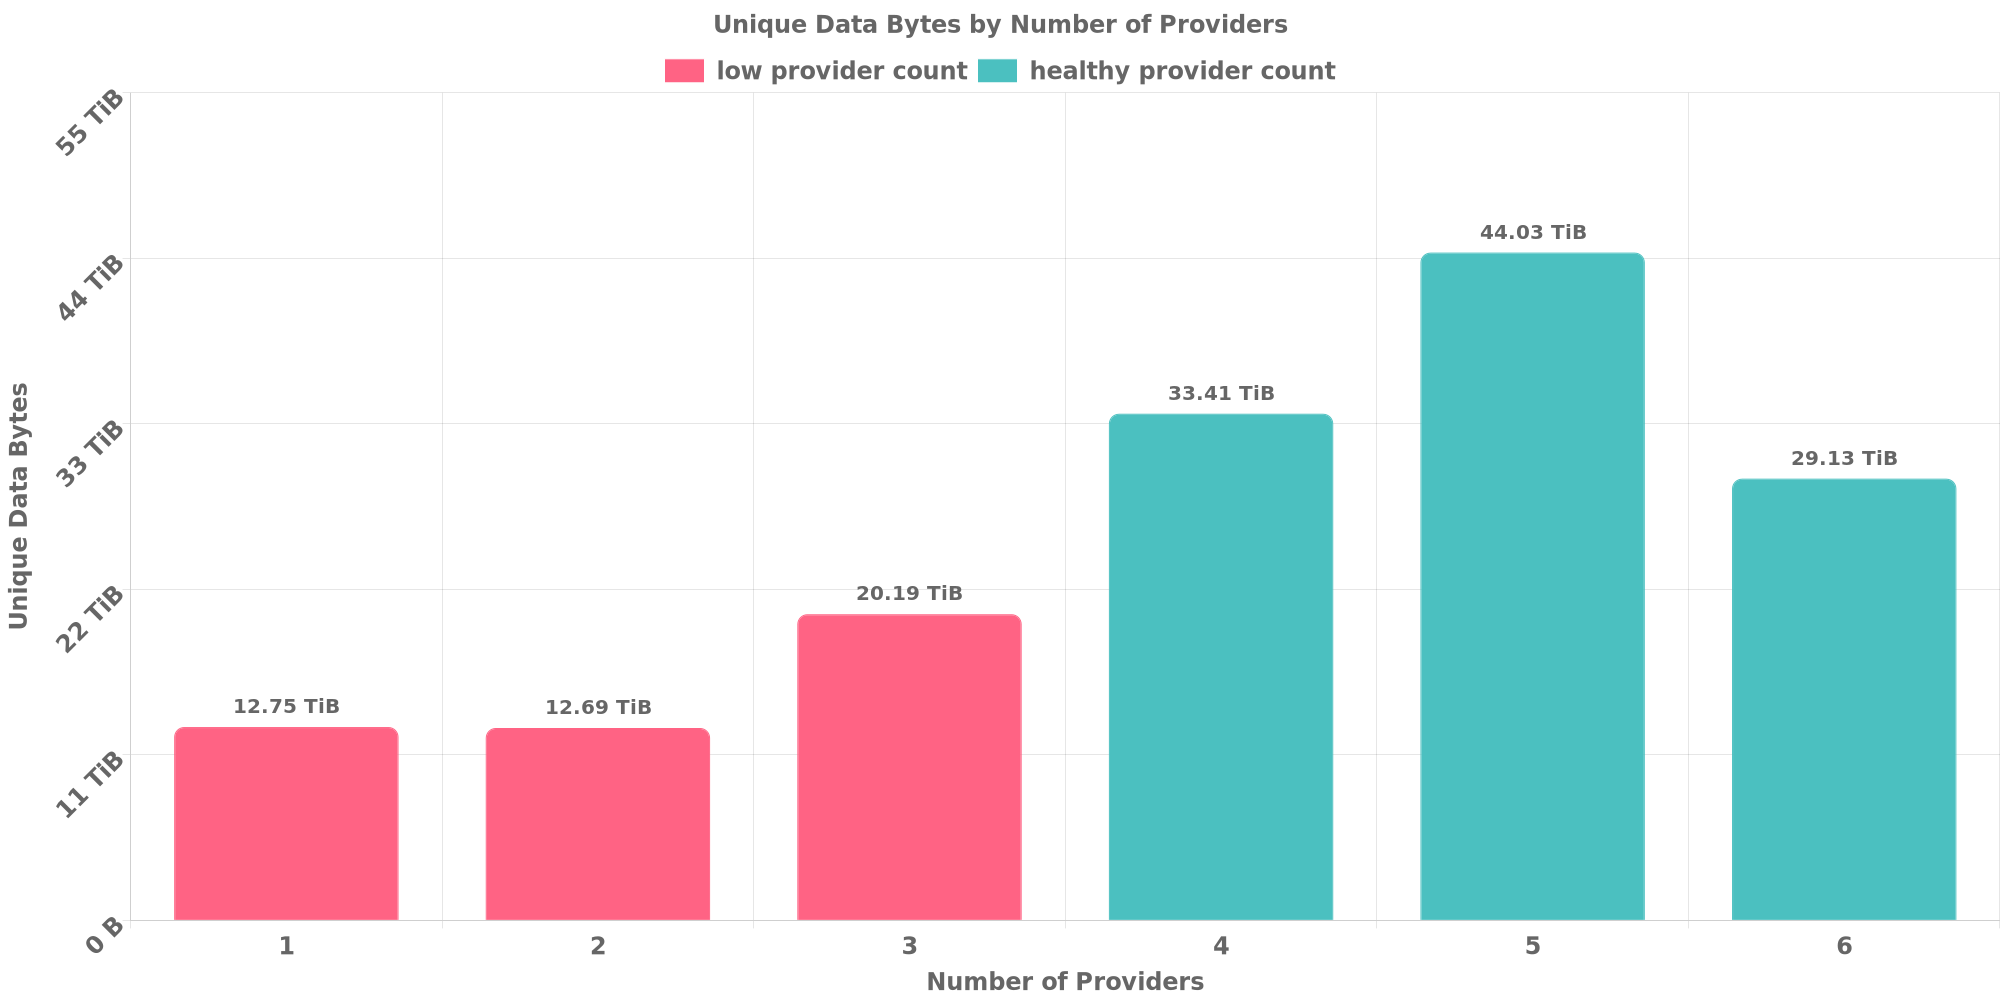 Unique Data Bytes by Number of Providers
low provider count healthy provider count
55 TiB
44 TiB
33 TiB
22 TiB
11 TiB
0 B
Unique Data Bytes
12.75 TiB
12.69 TiB
20.19 TiB
33.41 TiB
44.03 TiB
29.13 TiB
1 2 3 4 5 6
Number of Providers